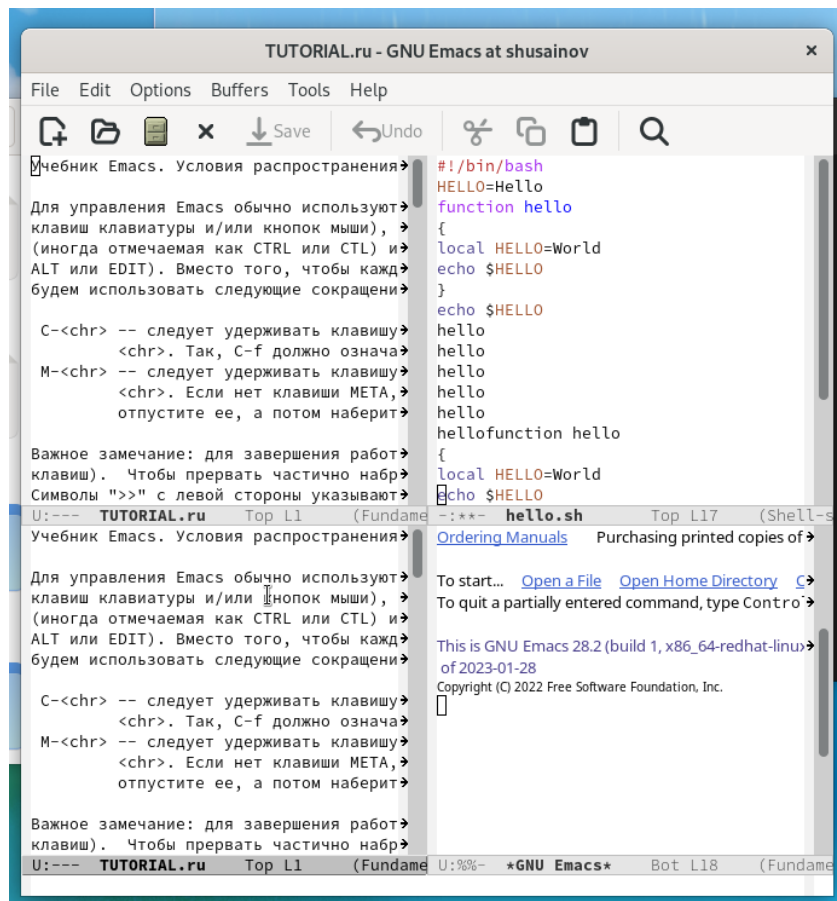 TUTORIAL.ru - GNU Emacs at shusainov
File Edit Options Buffers Tools Help
Save Undo
Учебник Emacs. Условия распространения
Для управления Emacs обычно используют
клавиш клавиатуры и/или кнопок мыши),
(иногда отмечаемая как CTRL или CTL) и
ALT или EDIT). Вместо того, чтобы кажд
будем использовать следующие сокращени
C-<chr> -- следует удерживать клавишу
<chr>. Так, C-f должно означа
M-<chr> -- следует удерживать клавишу
<chr>. Если нет клавиши META,
отпустите ее, а потом наберит
Важное замечание: для завершения работ
клавиш). Чтобы прервать частично набр
Символы ">>" с левой стороны указывают
U:--- TUTORIAL.ru Top L1 (Fundame
#!/bin/bash
HELLO=Hello
function hello
{
local HELLO=World
echo $HELLO
}
echo $HELLO
hello
hello
hello
hello
hello
hellofunction hello
{
local HELLO=World
echo $HELLO
-:**- hello.sh Top L17 (Shell-s
Учебник Emacs. Условия распространения
Для управления Emacs обычно используют
клавиш клавиатуры и/или кнопок мыши),
(иногда отмечаемая как CTRL или CTL) и
ALT или EDIT). Вместо того, чтобы кажд
будем использовать следующие сокращени
C-<chr> -- следует удерживать клавишу
<chr>. Так, C-f должно означа
M-<chr> -- следует удерживать клавишу
<chr>. Если нет клавиши META,
отпустите ее, а потом наберит
Важное замечание: для завершения работ
клавиш). Чтобы прервать частично набр
U:--- TUTORIAL.ru Top L1 (Fundame
Ordering Manuals Purchasing printed copies of
To start... Open a File Open Home Directory C
To quit a partially entered command, type Contro
This is GNU Emacs 28.2 (build 1, x86_64-redhat-linux
of 2023-01-28
Copyright (C) 2022 Free Software Foundation, Inc.
U:%%- *GNU Emacs* Bot L18 (Fundame